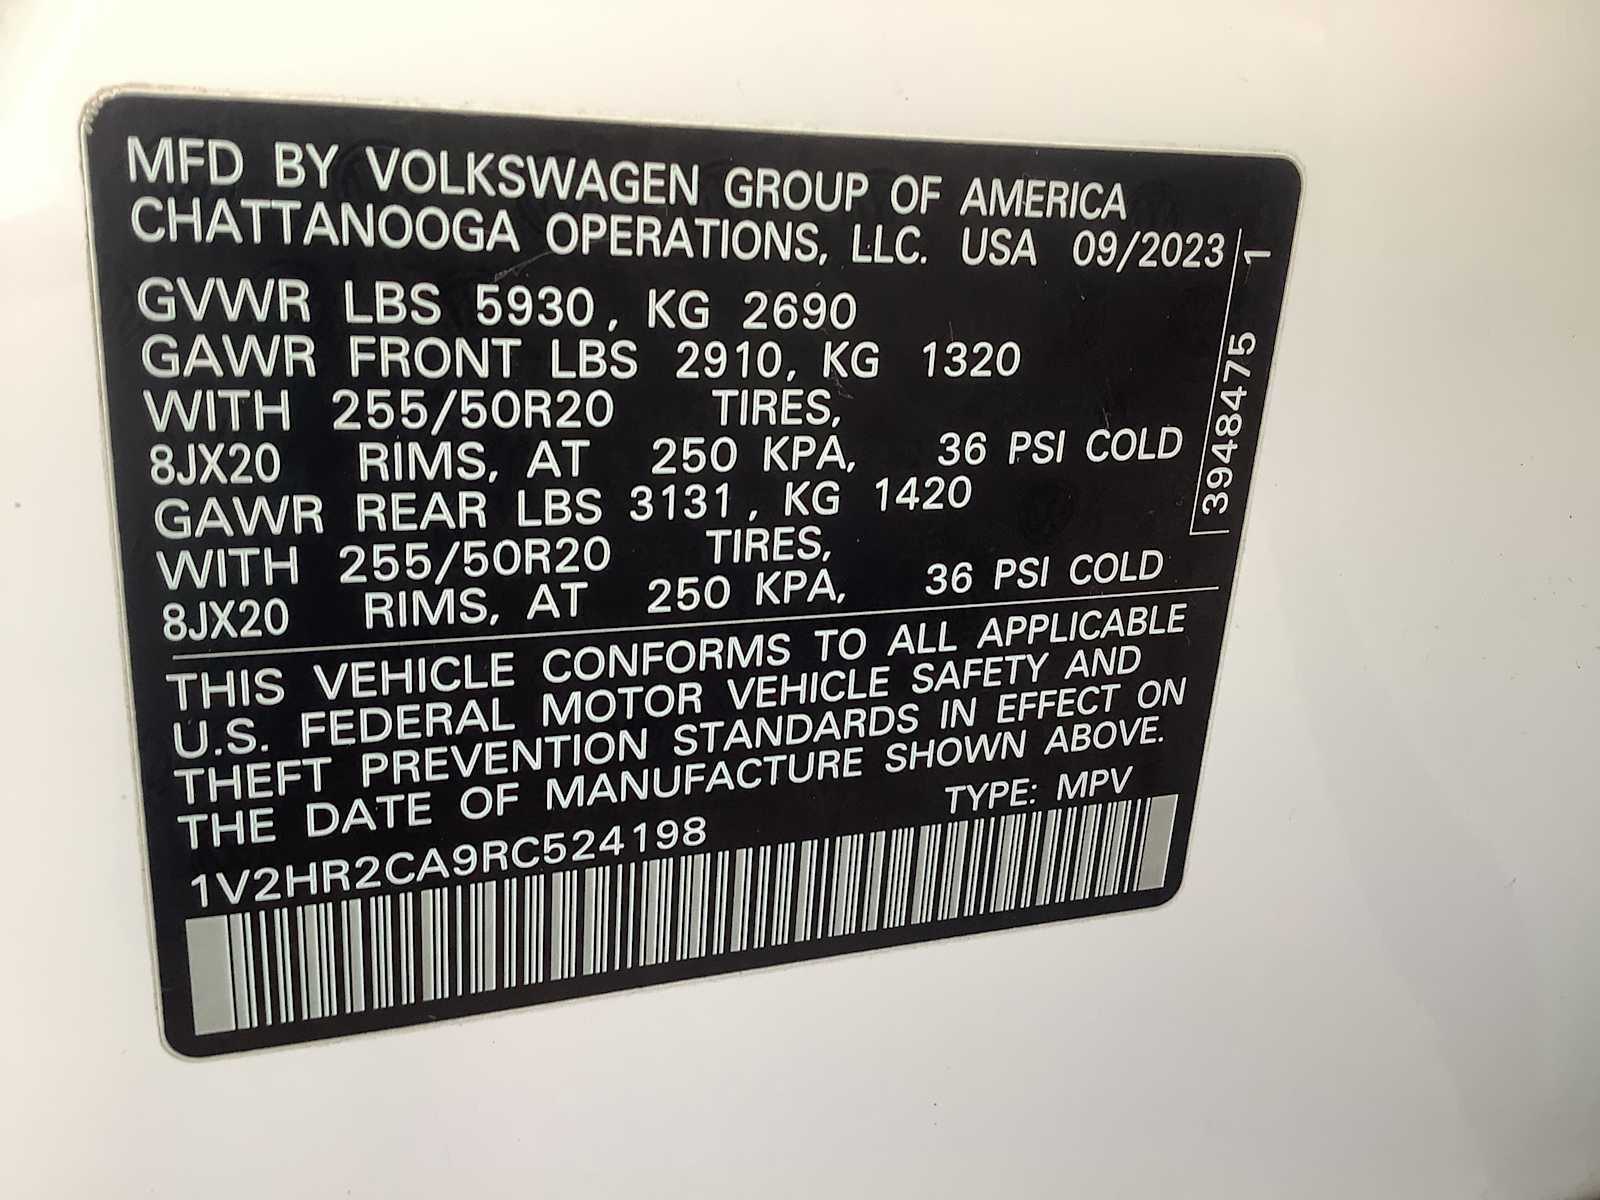 MFD BY VOLKSWAGEN GROUP OF AMERICA
CHATTANOOGA OPERATIONS, LLC. USA 09/2023
GVWR LBS 5930, KG 2690
GAWR FRONT LBS 2910, KG 1320
WITH 255/50R20 TIRES,
8JX20 RIMS, AT 250 KPA, 36 PSI COLD
GAWR REAR LBS 3131, KG 1420
WITH 255/50R20 TIRES,
8JX20 RIMS, AT 250 KPA, 36 PSI COLD
THIS VEHICLE CONFORMS TO ALL APPLICABLE
U.S. FEDERAL MOTOR VEHICLE SAFETY AND
THEFT PREVENTION STANDARDS IN EFFECT ON
THE DATE OF MANUFACTURE SHOWN ABOVE.
TYPE: MPV
1V2HR2CA9RC524198
39484751